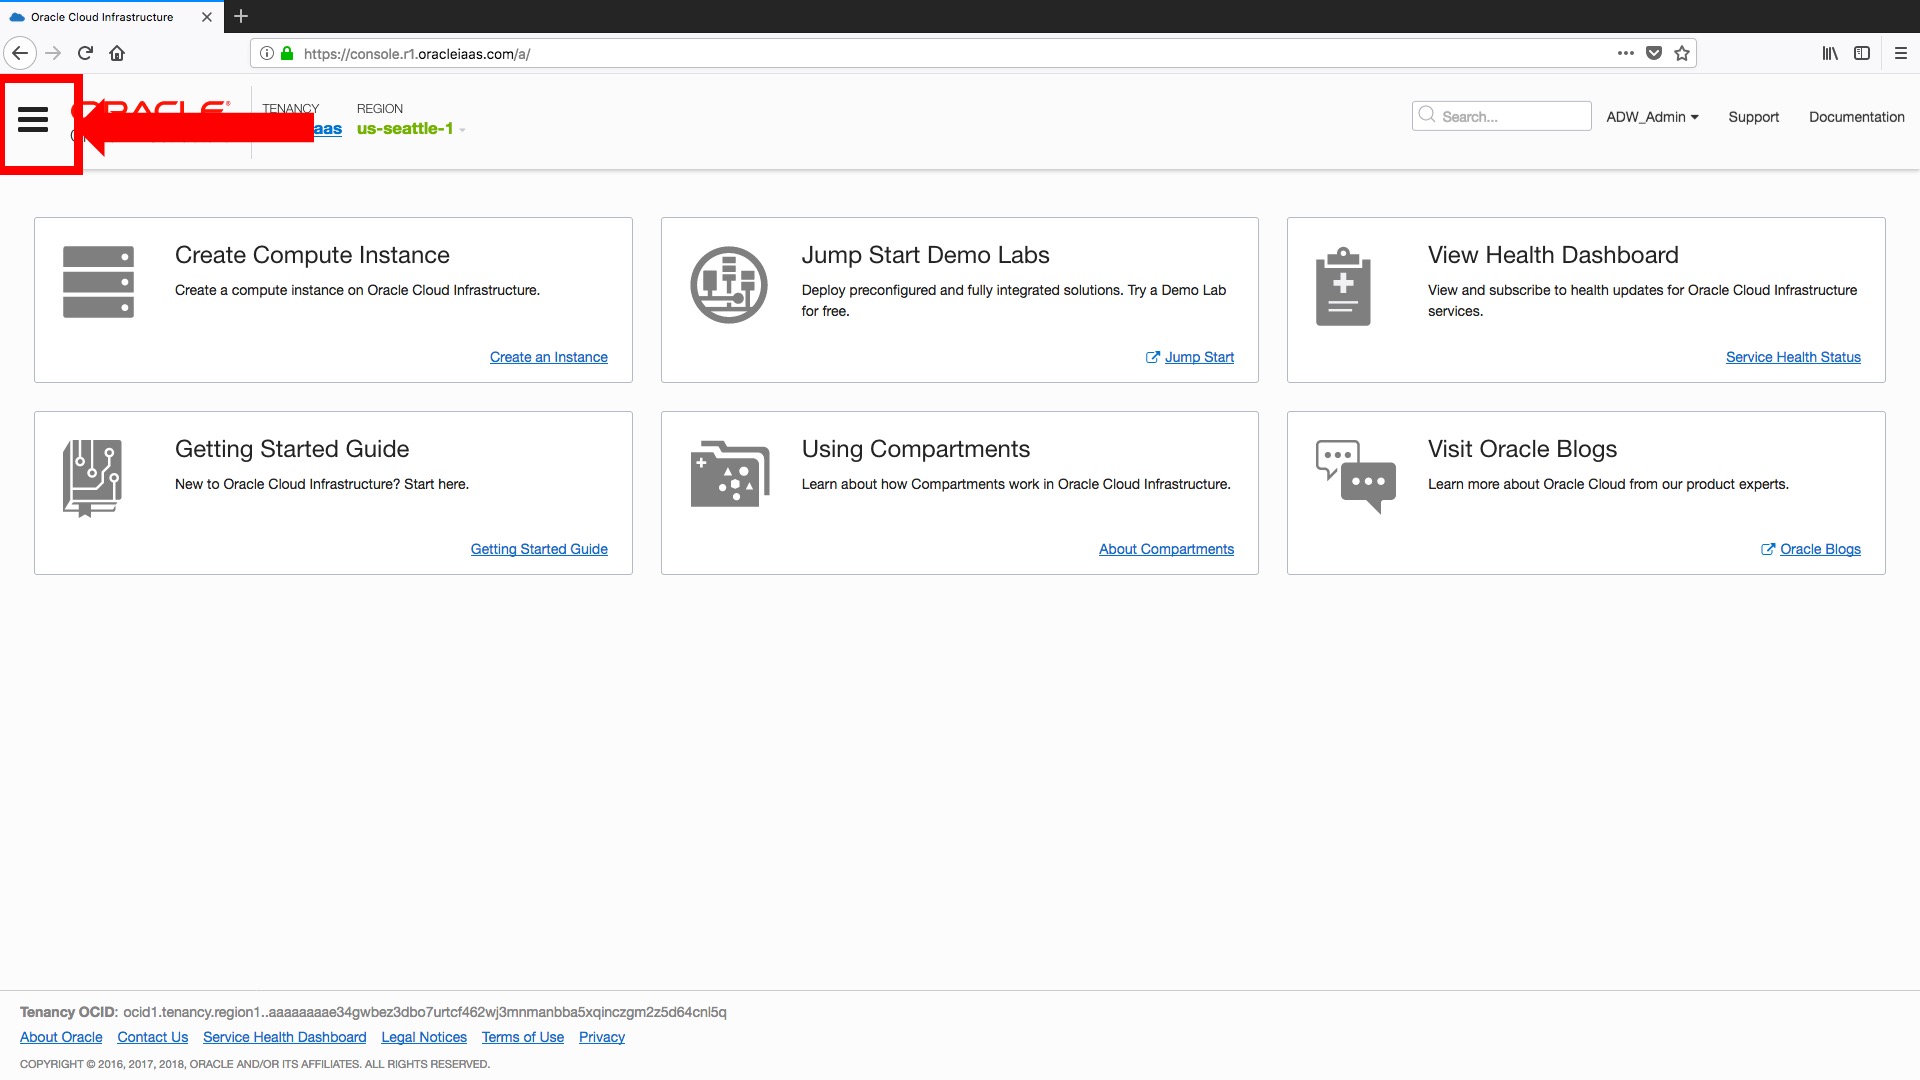 Oracle Cloud Infrastructure
https://console.r1.oracleiaas.com/a/
ORACLE
TENANCY
aas
REGION
us-seattle-1
Search...
ADW_Admin
Support
Documentation
Create Compute Instance
Create a compute instance on Oracle Cloud Infrastructure.
Create an Instance
Jump Start Demo Labs
Deploy preconfigured and fully integrated solutions. Try a Demo Lab
for free.
Jump Start
View Health Dashboard
View and subscribe to health updates for Oracle Cloud Infrastructure
services.
Service Health Status
Getting Started Guide
New to Oracle Cloud Infrastructure? Start here.
Getting Started Guide
Using Compartments
Learn about how Compartments work in Oracle Cloud Infrastructure.
About Compartments
Visit Oracle Blogs
Learn more about Oracle Cloud from our product experts.
Oracle Blogs
Tenancy OCID: ocid1.tenancy.region1..aaaaaaaae34gwbez3dbo7urtcf462wj3mnmanbba5xqinczgm2z5d64cnl5q
About Oracle Contact Us Service Health Dashboard Legal Notices Terms of Use Privacy
COPYRIGHT © 2016, 2017, 2018, ORACLE AND/OR ITS AFFILIATES. ALL RIGHTS RESERVED.